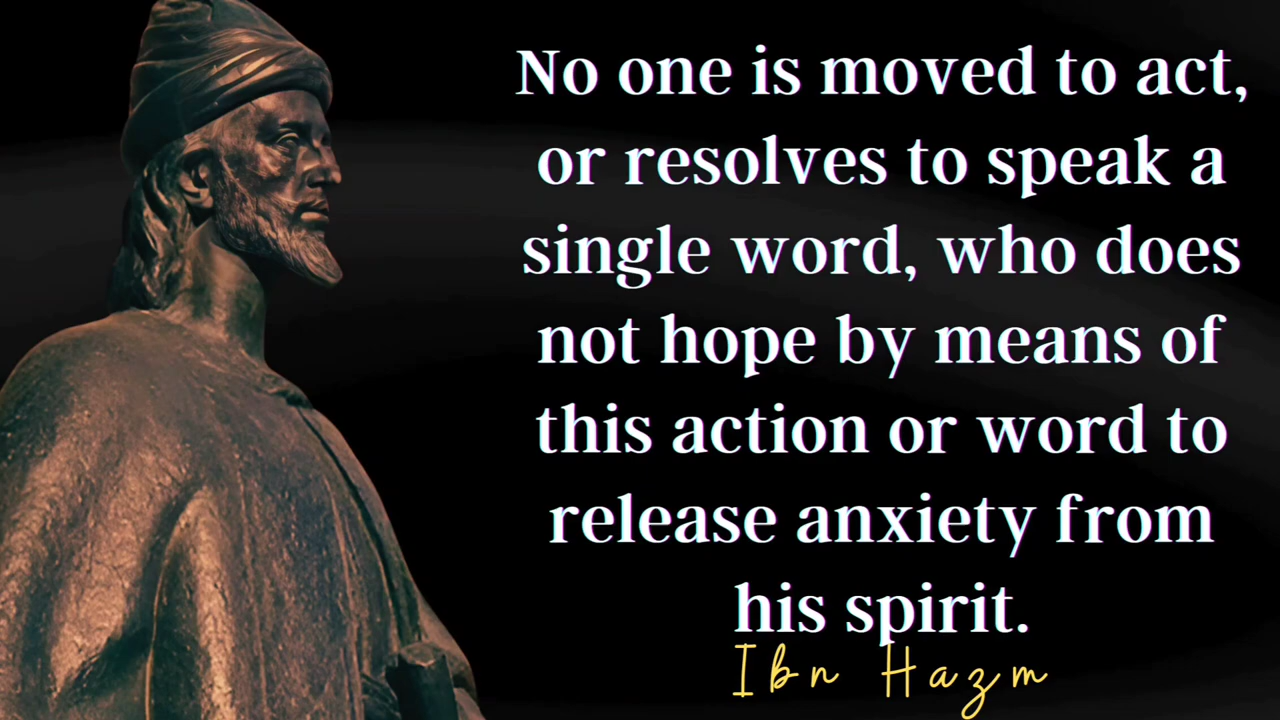 No one is moved to act,
or resolves to speak a
single word, who does
not hope by means of
this action or word to
release anxiety from
his spirit.
Ibn Hazm